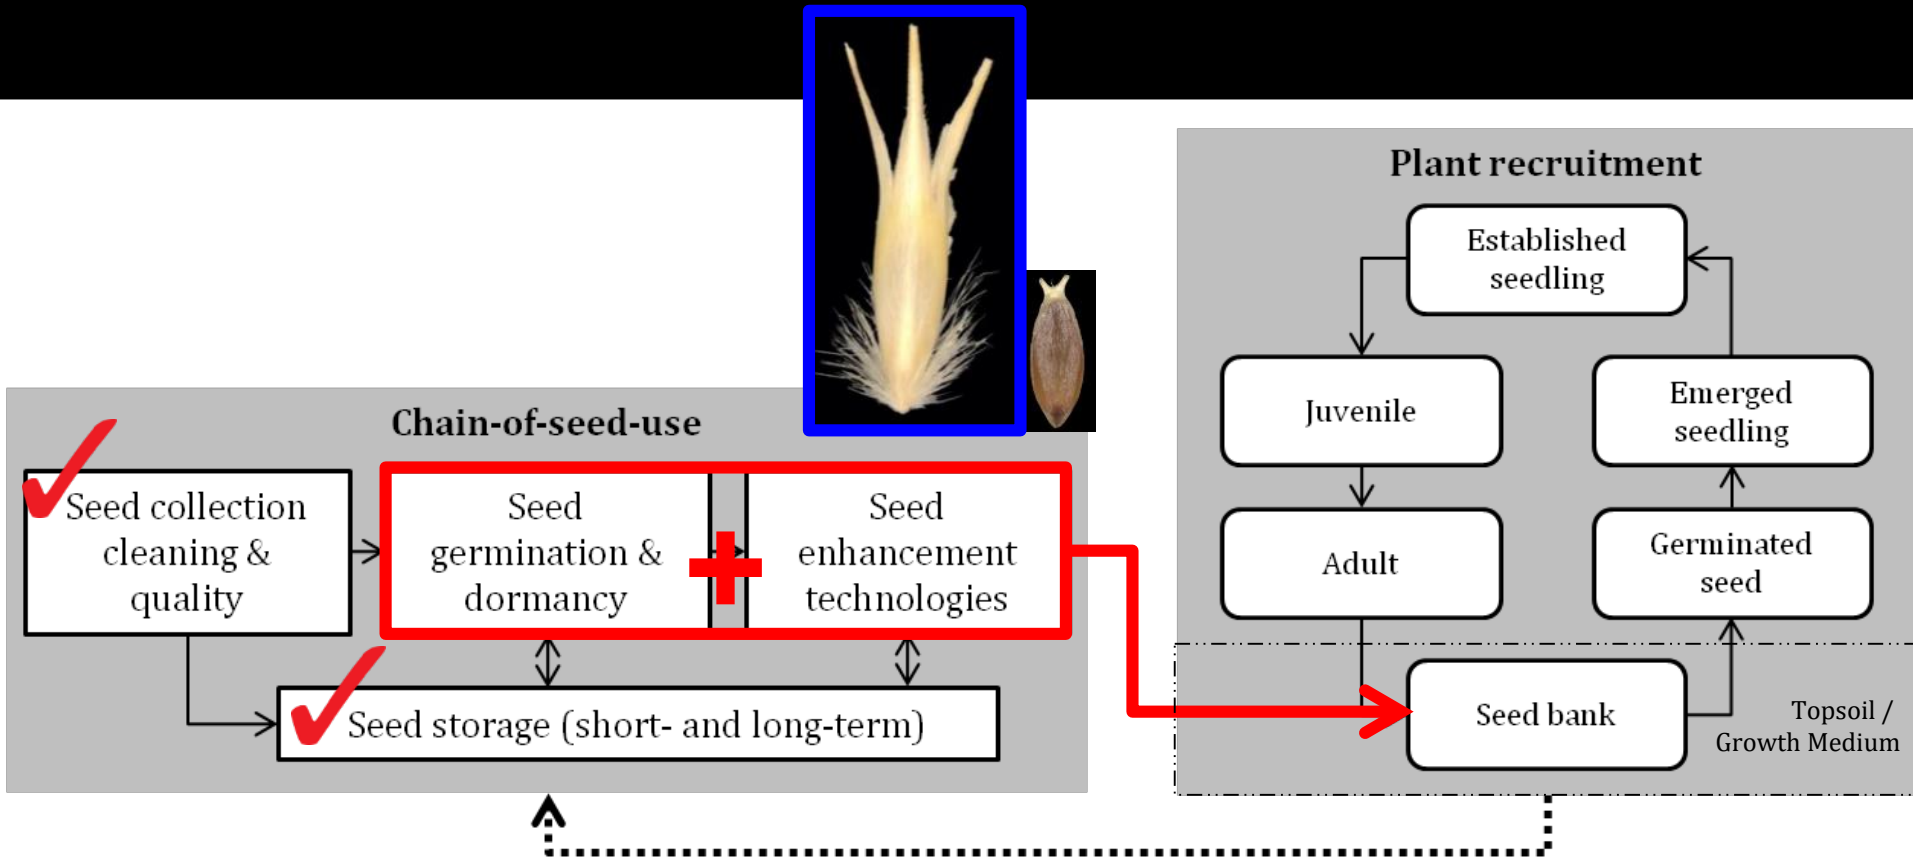 Chain-of-seed-use
Seed collection
cleaning &
quality
Seed
germination &
dormancy
Seed
enhancement
technologies
Seed storage (short- and long-term)
Plant recruitment
Established
seedling
Juvenile
Emerged
seedling
Adult
Germinated
seed
Seed bank
Topsoil /
Growth Medium